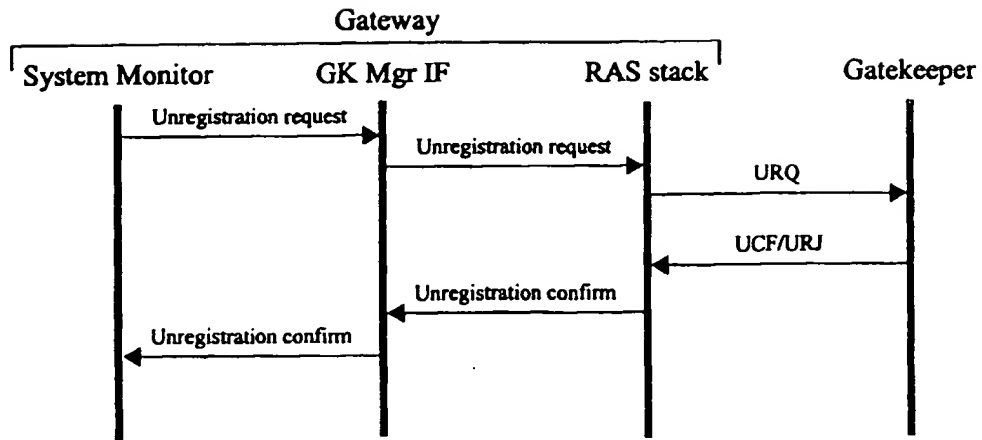 Gateway
System Monitor
GK Mgr IF
RAS stack
Gatekeeper
Unregistration request
Unregistration request
URQ
UCF/URJ
Unregistration confirm
Unregistration confirm